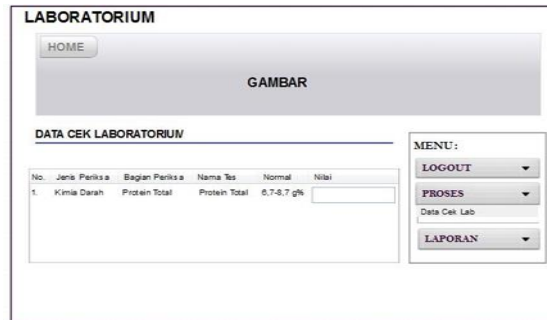 LABORATORIUM
HOME
GAMBAR
DATA CEK LABORATORIUM
No. Jenis Periksa Bagian Periksa Nama Tes Normal Nilai
1. Kimia Darah Protein Total Protein Total 6,7-8,7 g%
MENU:
LOGOUT
PROSES
Data Cek Lab
LAPORAN